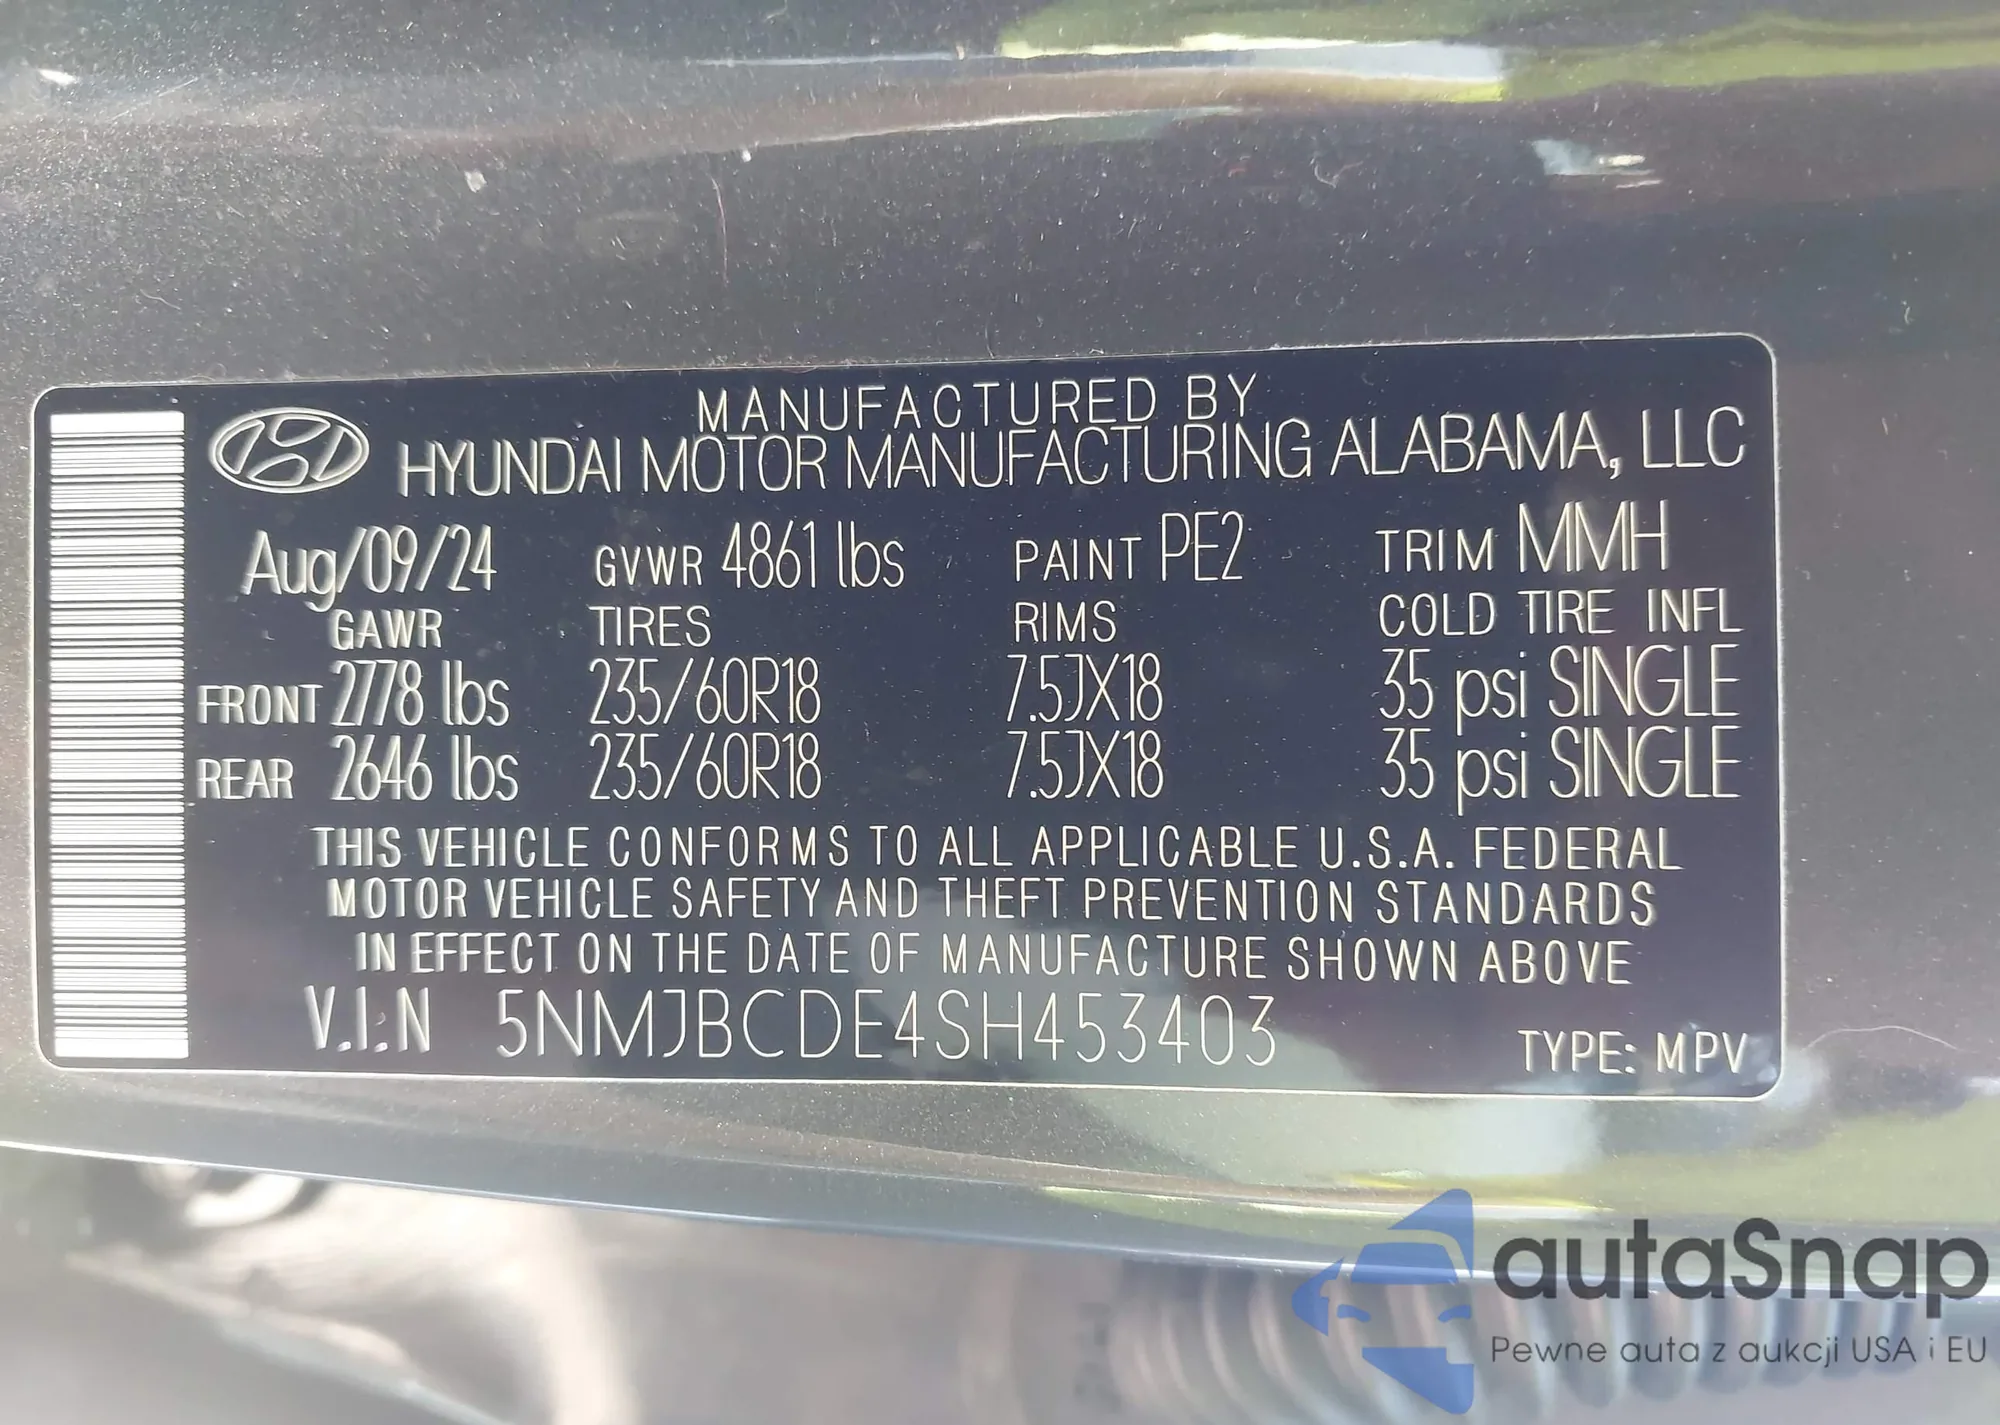 MANUFACTURED BY
HYUNDAI MOTOR MANUFACTURING ALABAMA, LLC
Aug/09/24 GVWR 4861 lbs PAINT PE2 TRIM MMH
GAWR TIRES RIMS COLD TIRE INFL
FRONT 2778 lbs 235/60R18 7.5JX18 35 psi SINGLE
REAR 2646 lbs 235/60R18 7.5JX18 35 psi SINGLE
THIS VEHICLE CONFORMS TO ALL APPLICABLE U.S.A. FEDERAL
MOTOR VEHICLE SAFETY AND THEFT PREVENTION STANDARDS
IN EFFECT ON THE DATE OF MANUFACTURE SHOWN ABOVE
V.I.N 5NMJBCDE4SH453403 TYPE: MPV
autaSnap
Pewne auta z aukcji USA i EU